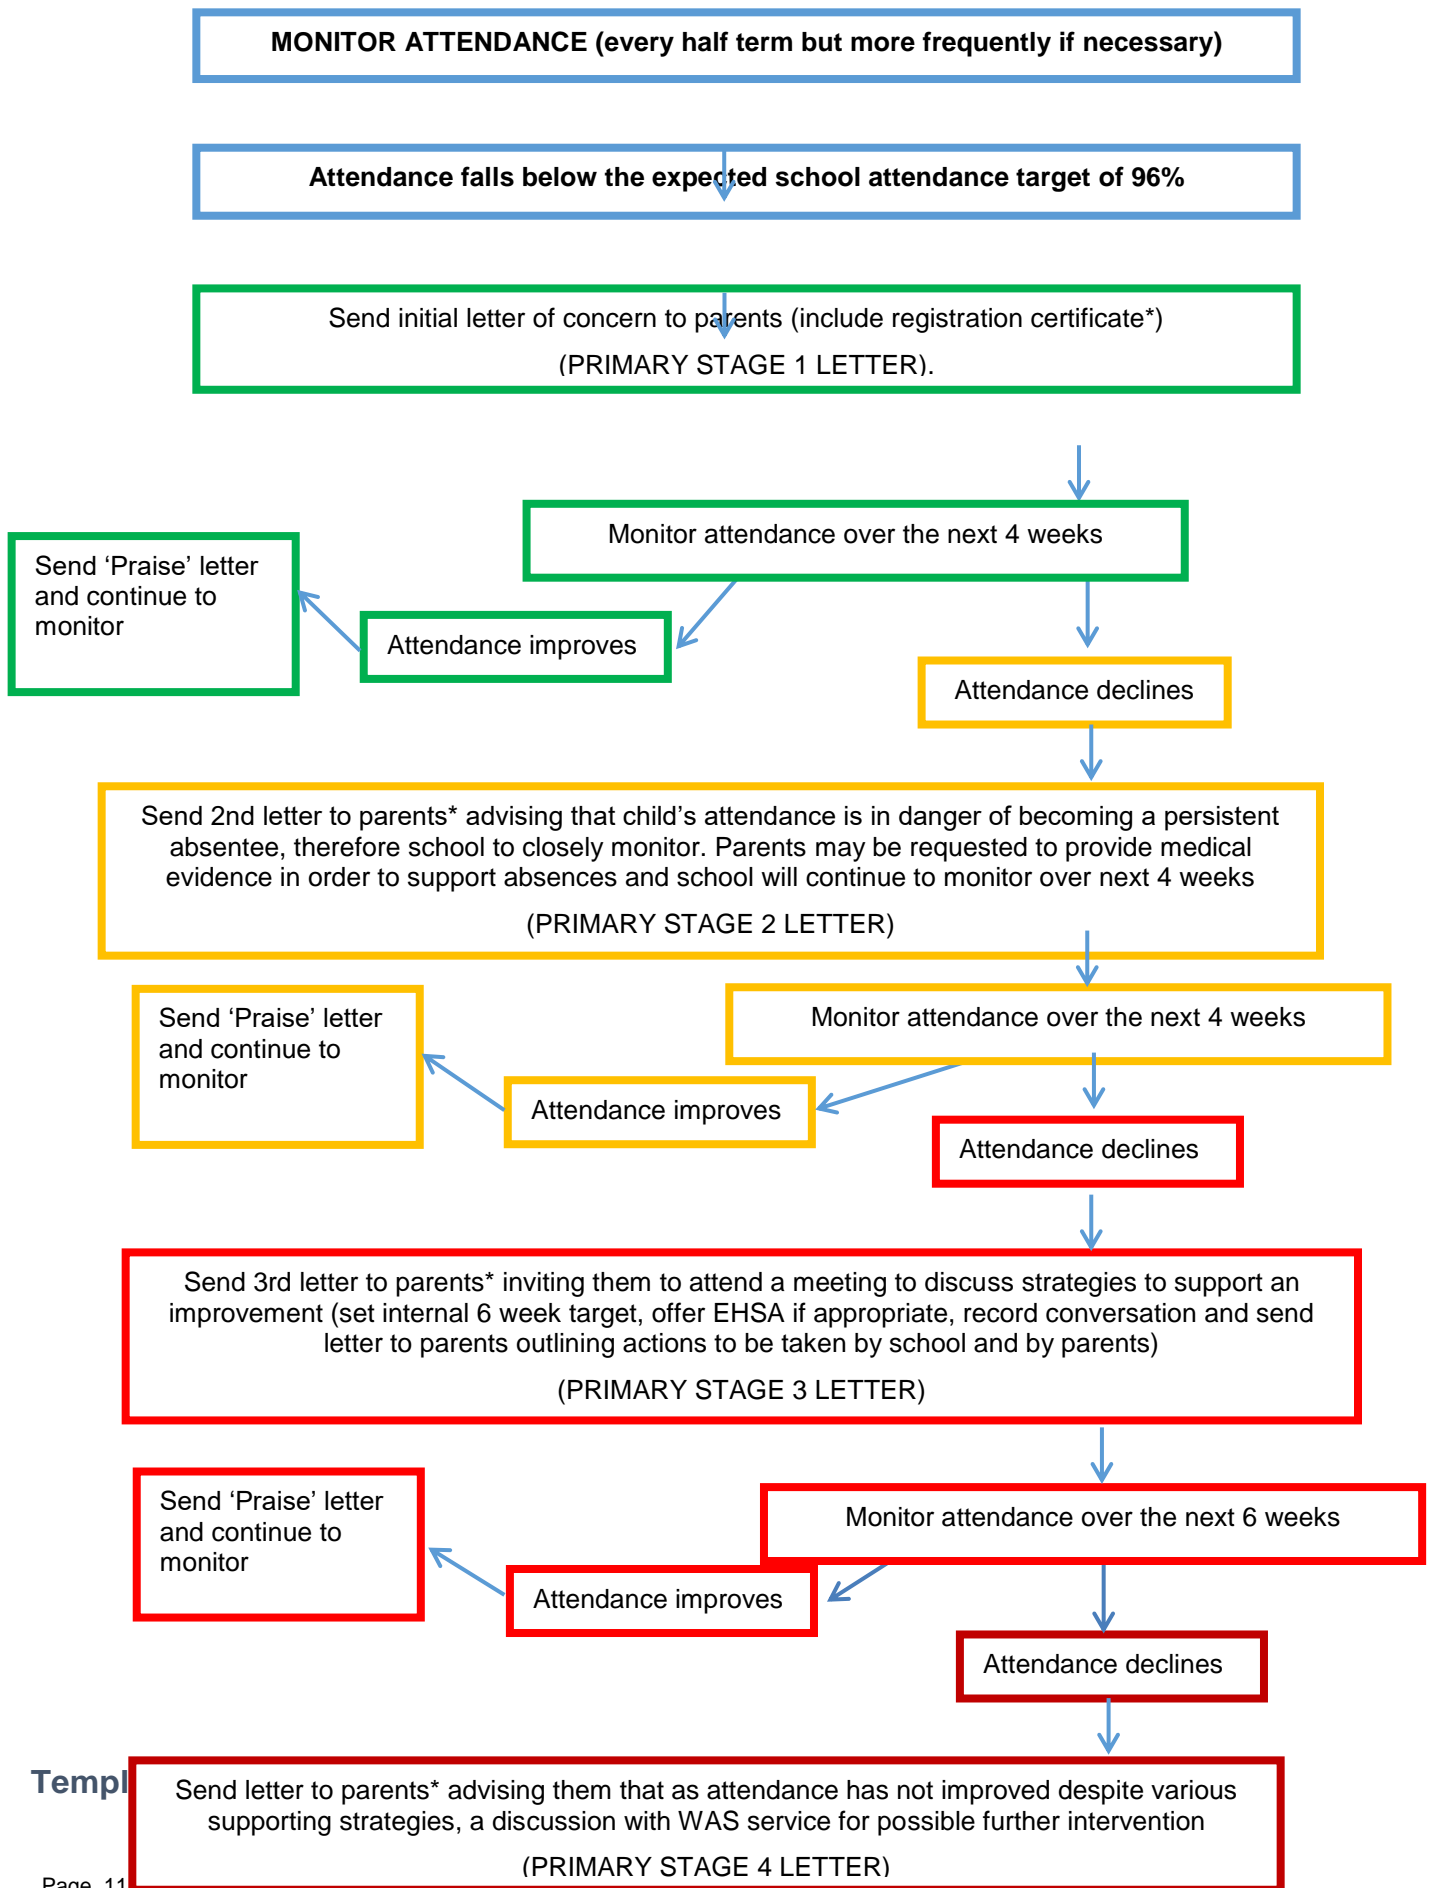 MONITOR ATTENDANCE (every half term but more frequently if necessary)
Attendance falls below the expected school attendance target of 96%
Send initial letter of concern to parents (include registration certificate*)
(PRIMARY STAGE 1 LETTER).
Monitor attendance over the next 4 weeks
Send ‘Praise’ letter
and continue to
monitor
Attendance improves
Attendance declines
Send 2nd letter to parents* advising that child’s attendance is in danger of becoming a persistent
absentee, therefore school to closely monitor. Parents may be requested to provide medical
evidence in order to support absences and school will continue to monitor over next 4 weeks
(PRIMARY STAGE 2 LETTER)
Send ‘Praise’ letter
and continue to
monitor
Monitor attendance over the next 4 weeks
Attendance improves
Attendance declines
Send 3rd letter to parents* inviting them to attend a meeting to discuss strategies to support an
improvement (set internal 6 week target, offer EHSA if appropriate, record conversation and send
letter to parents outlining actions to be taken by school and by parents)
(PRIMARY STAGE 3 LETTER)
Send ‘Praise’ letter
and continue to
monitor
Monitor attendance over the next 6 weeks
Attendance improves
Attendance declines
Templ
Send letter to parents* advising them that as attendance has not improved despite various
supporting strategies, a discussion with WAS service for possible further intervention
(PRIMARY STAGE 4 LETTER)
Page 11